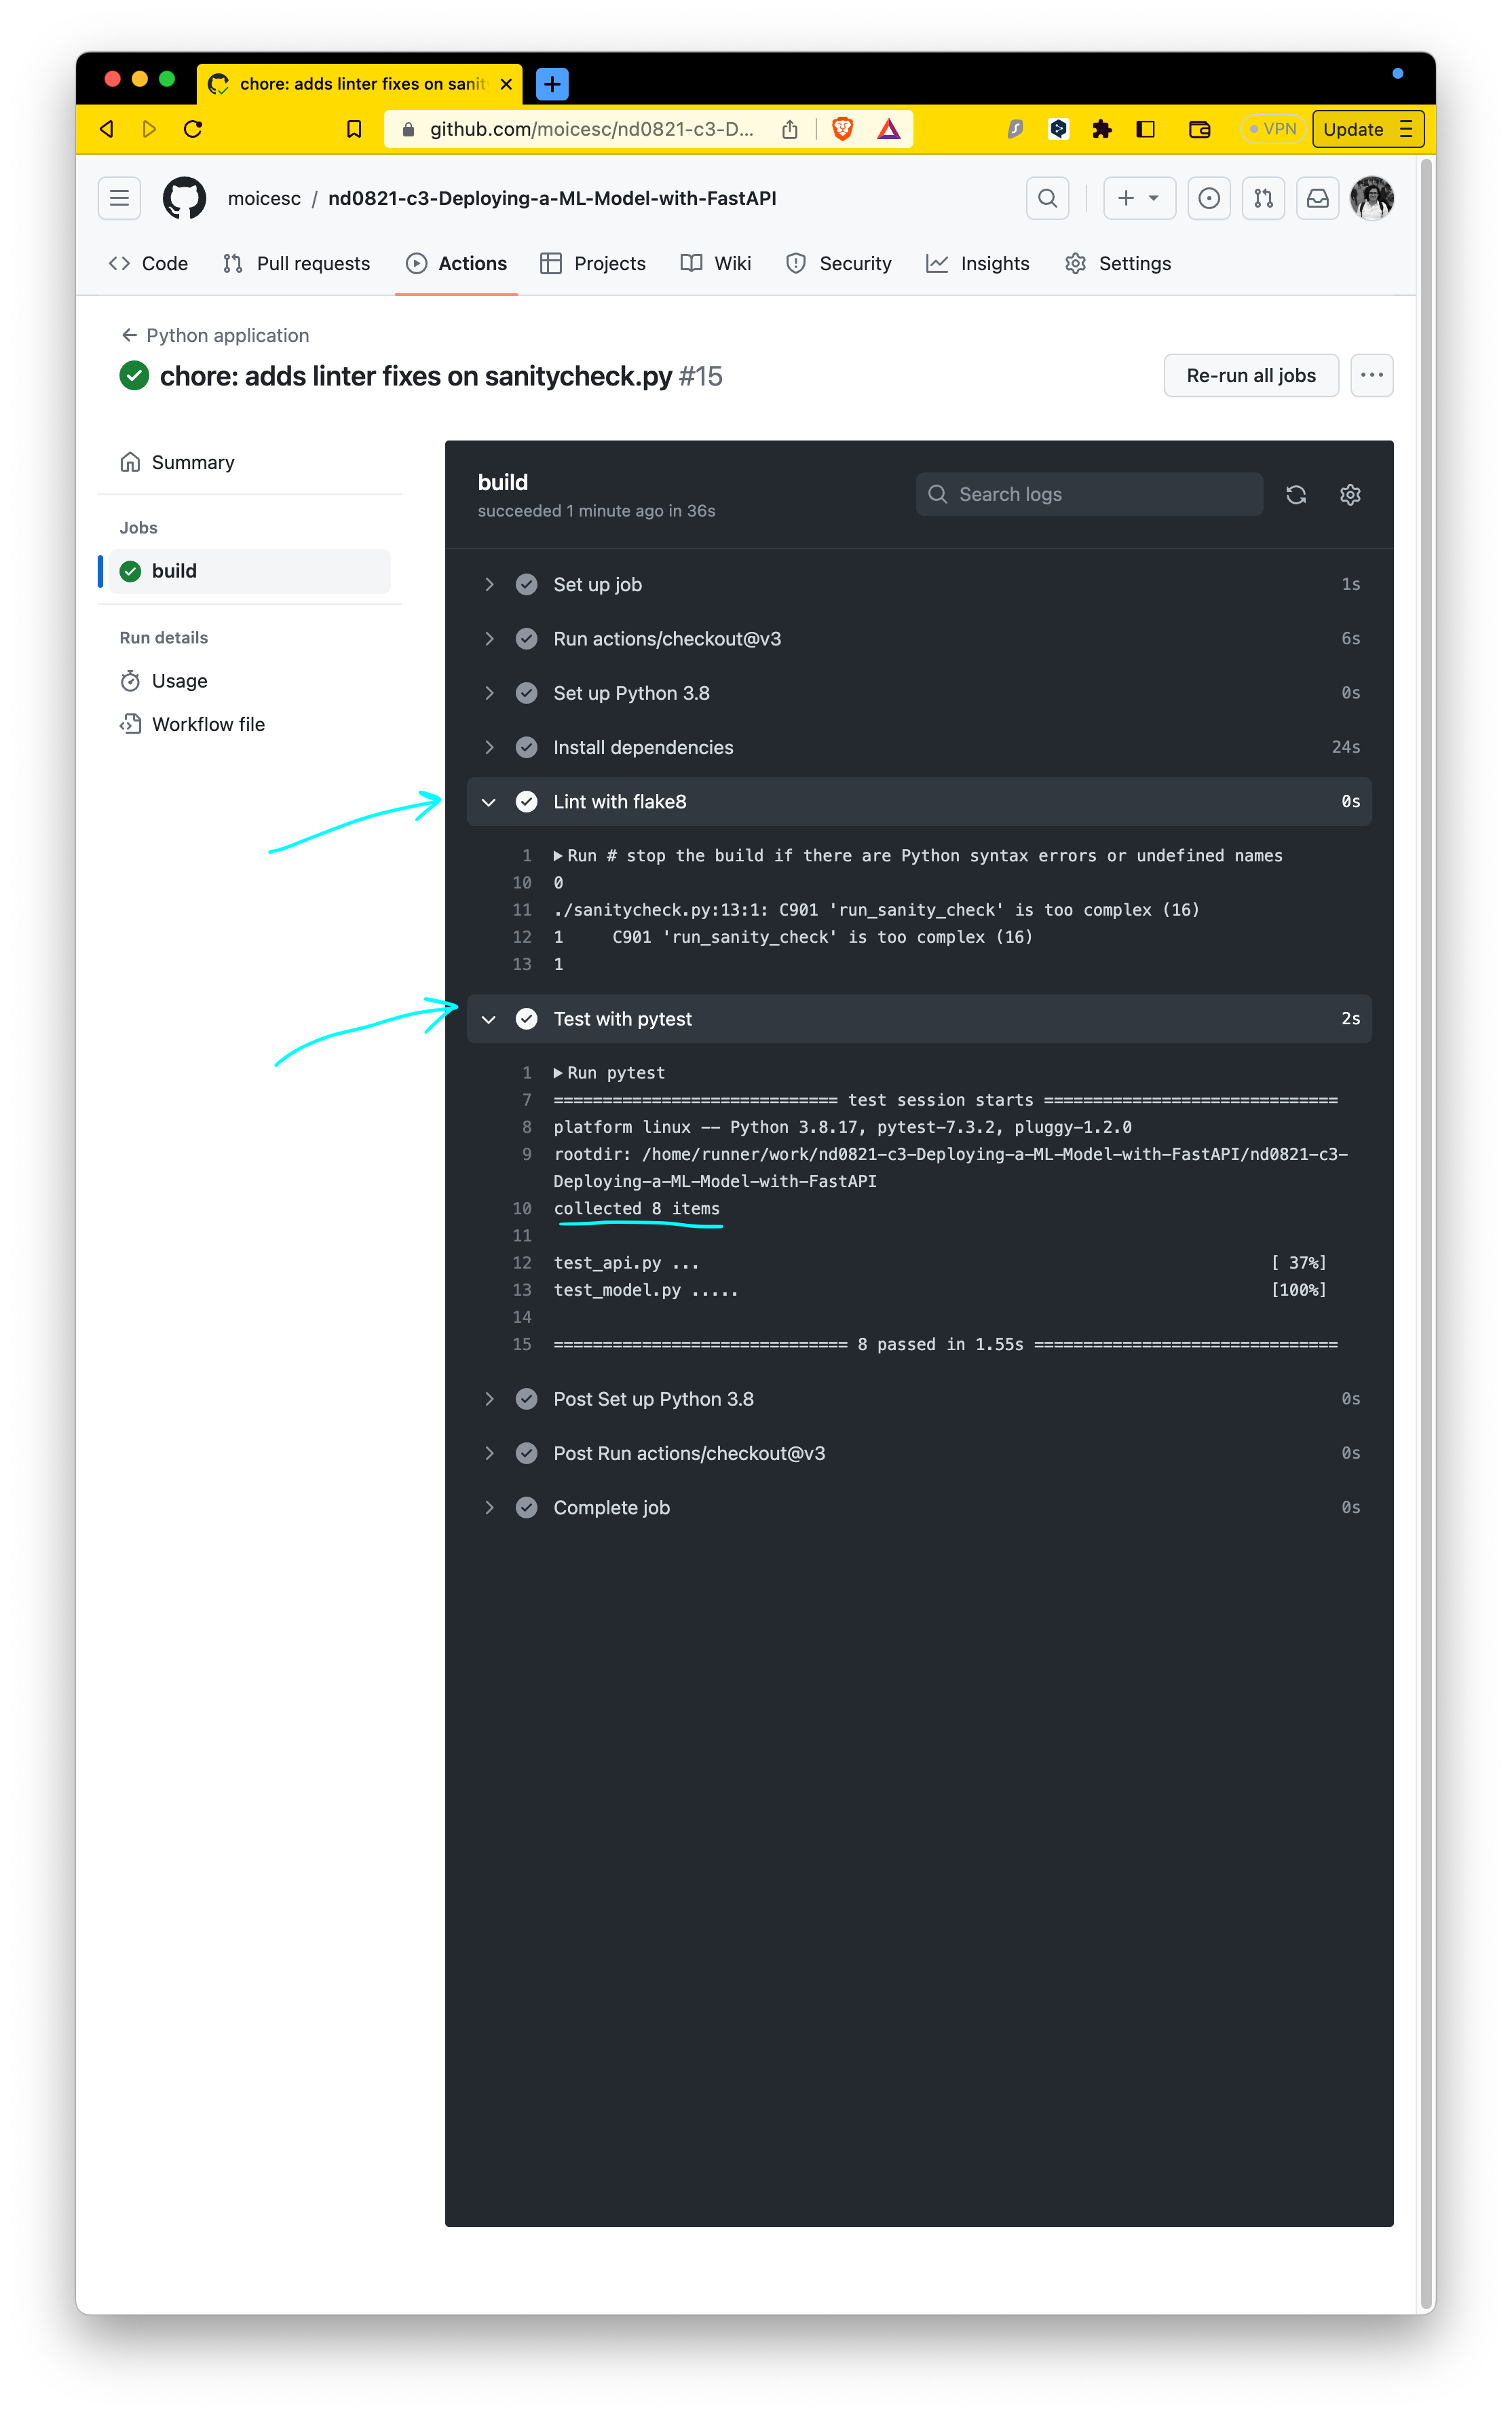 chore: adds linter fixes on sanit
github.com/moicesc/nd0821-c3-D...
VPN
Update
moicesc / nd0821-c3-Deploying-a-ML-Model-with-FastAPI
Code
Pull requests
Actions
Projects
Wiki
Security
Insights
Settings
← Python application
chore: adds linter fixes on sanitycheck.py #15
Re-run all jobs
Summary
Jobs
build
Run details
Usage
Workflow file
build
succeeded 1 minute ago in 36s
Search logs
Set up job 1s
Run actions/checkout@v3 6s
Set up Python 3.8 0s
Install dependencies 24s
Lint with flake8 0s
1 ▶Run # stop the build if there are Python syntax errors or undefined names
10 0
11 ./sanitycheck.py:13:1: C901 'run_sanity_check' is too complex (16)
12 1     C901 'run_sanity_check' is too complex (16)
13 1
Test with pytest 2s
1 ▶Run pytest
7 ============================= test session starts ==============================
8 platform linux -- Python 3.8.17, pytest-7.3.2, pluggy-1.2.0
9 rootdir: /home/runner/work/nd0821-c3-Deploying-a-ML-Model-with-FastAPI/nd0821-c3-
Deploying-a-ML-Model-with-FastAPI
10 collected 8 items
11
12 test_api.py ... [ 37%]
13 test_model.py ..... [100%]
14
15 ============================== 8 passed in 1.55s ===============================
Post Set up Python 3.8 0s
Post Run actions/checkout@v3 0s
Complete job 0s